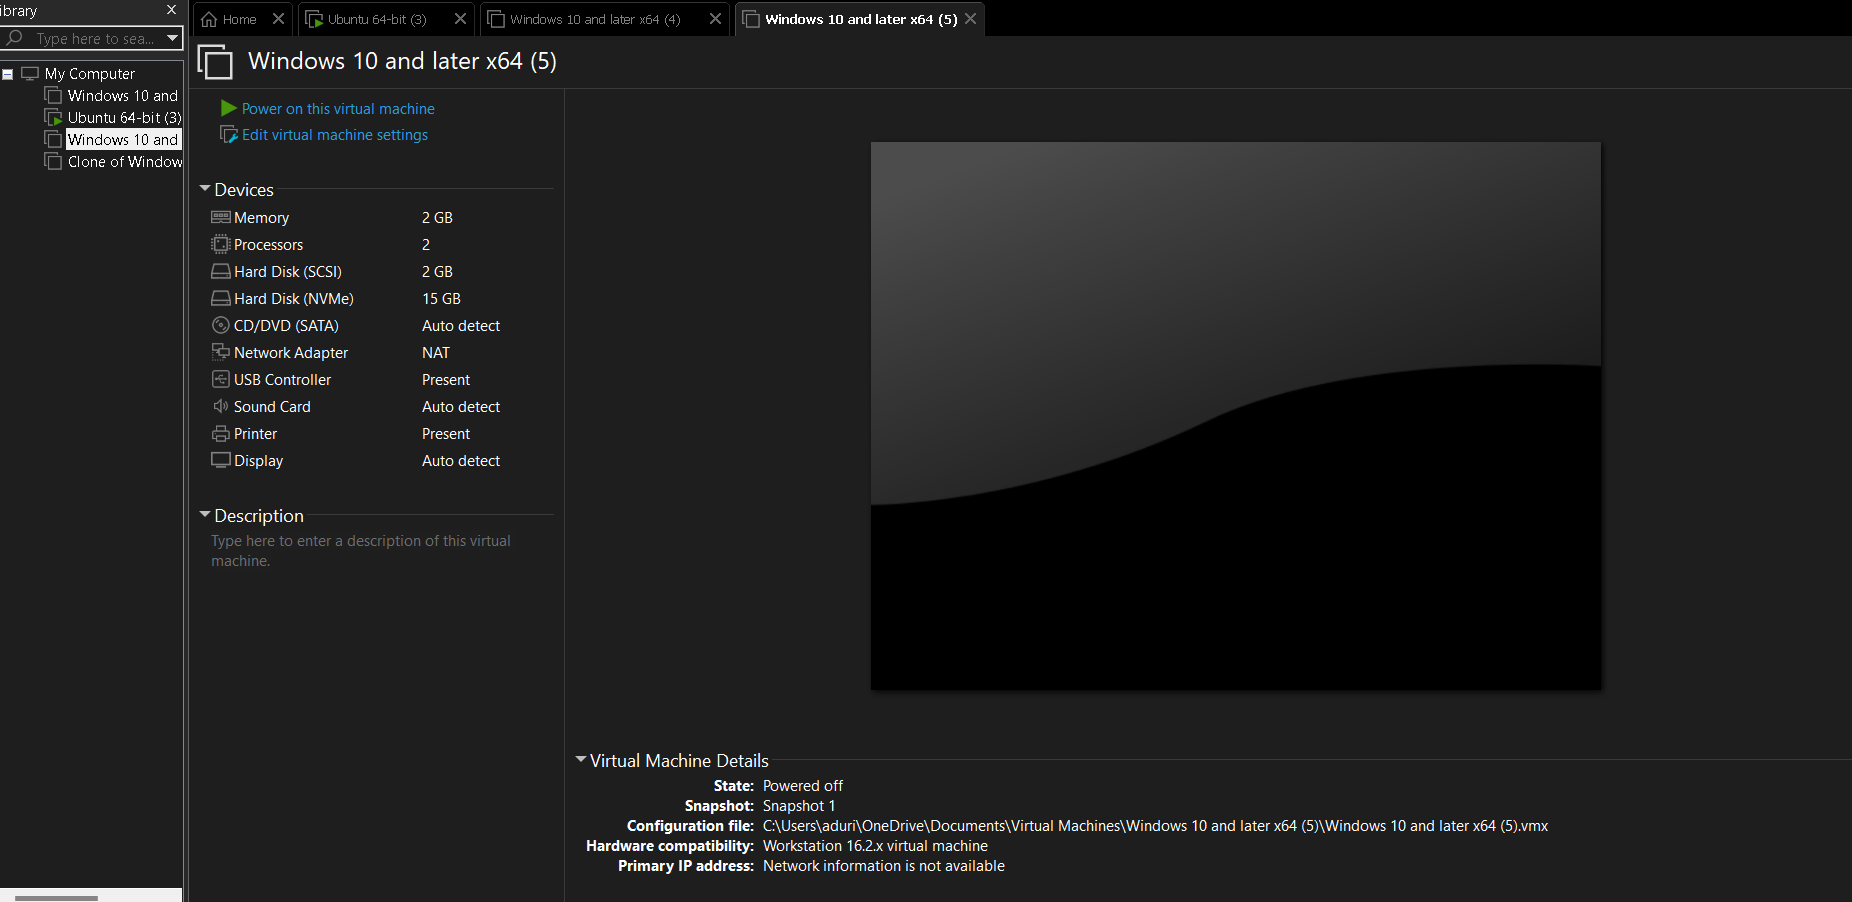 ibrary
Type here to sea...
My Computer
Windows 10 and
Ubuntu 64-bit (3)
Windows 10 and
Clone of Window
Home
Ubuntu 64-bit (3)
Windows 10 and later x64 (4)
Windows 10 and later x64 (5)
Windows 10 and later x64 (5)
Power on this virtual machine
Edit virtual machine settings
Devices
Memory 2 GB
Processors 2
Hard Disk (SCSI) 2 GB
Hard Disk (NVMe) 15 GB
CD/DVD (SATA) Auto detect
Network Adapter NAT
USB Controller Present
Sound Card Auto detect
Printer Present
Display Auto detect
Description
Type here to enter a description of this virtual
machine.
Virtual Machine Details
State: Powered off
Snapshot: Snapshot 1
Configuration file: C:\Users\aduri\OneDrive\Documents\Virtual Machines\Windows 10 and later x64 (5)\Windows 10 and later x64 (5).vmx
Hardware compatibility: Workstation 16.2.x virtual machine
Primary IP address: Network information is not available